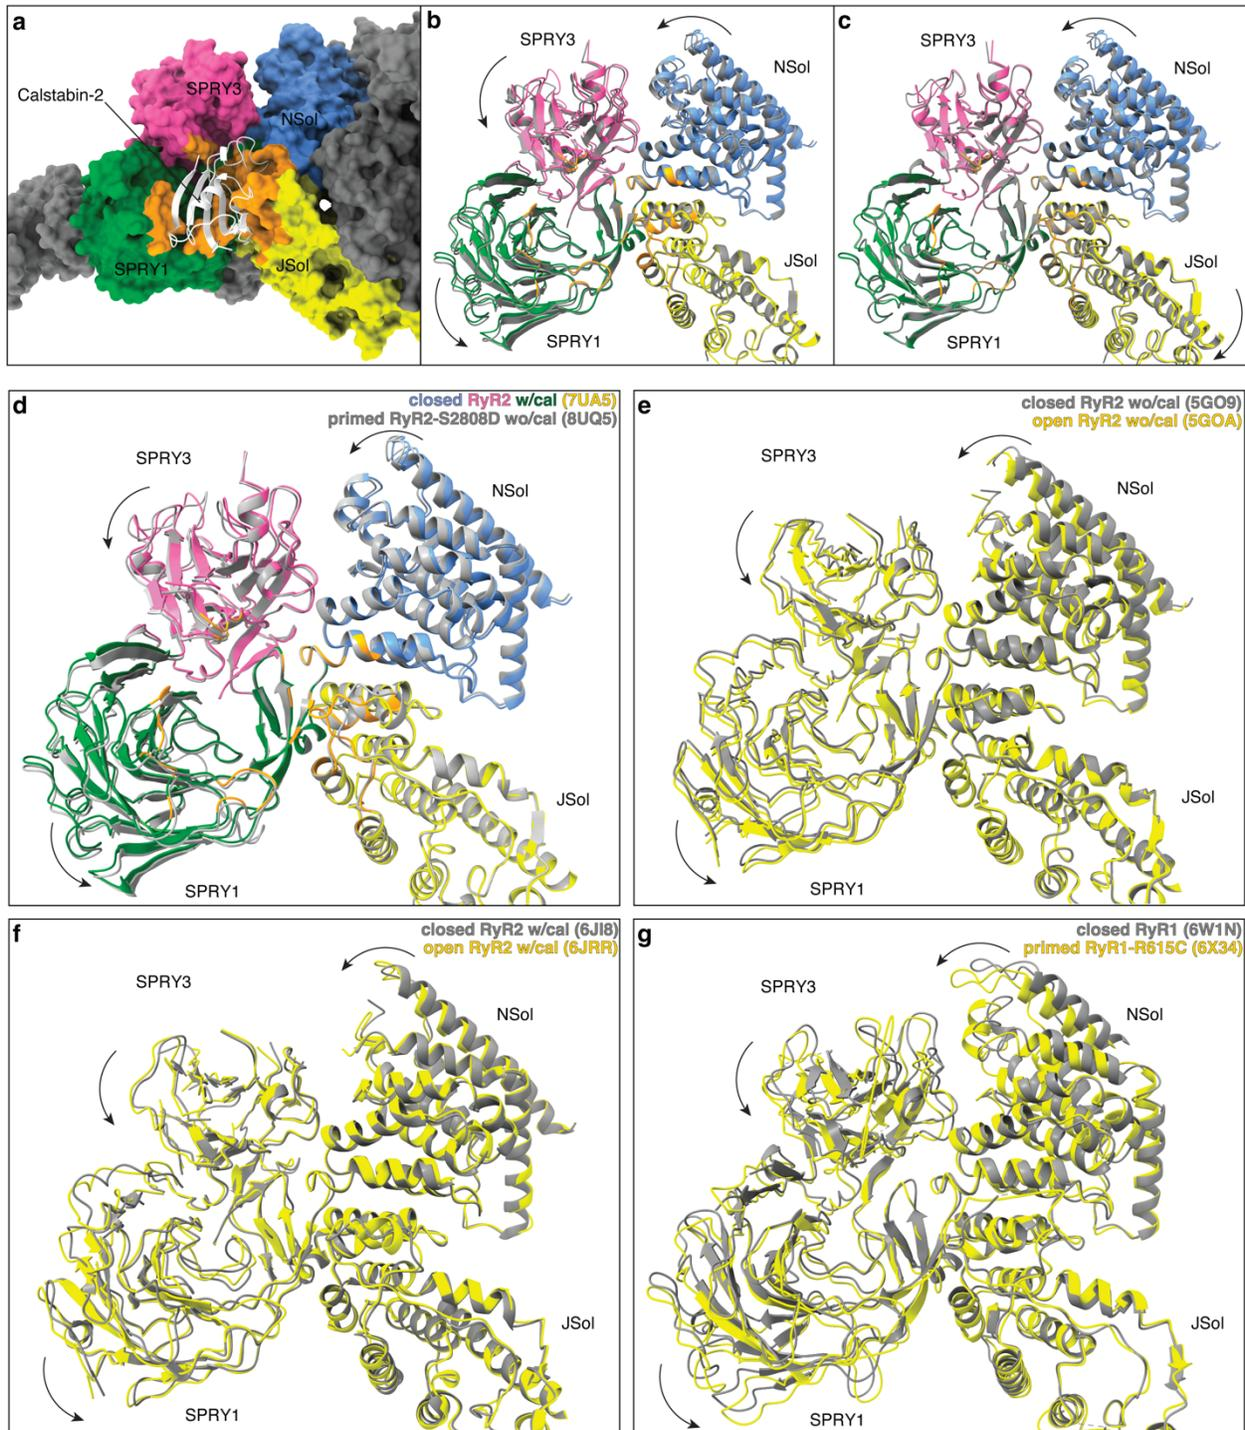 a
SPRY3
NSol
Calstabin-2
SPRY1
JSol
b
SPRY3
NSol
JSol
SPRY1
c
SPRY3
NSol
JSol
SPRY1
d
closed RyR2 w/cal (7UA5)
primed RyR2-S2808D wo/cal (8UQ5)
SPRY3
NSol
JSol
SPRY1
e
closed RyR2 wo/cal (5GO9)
open RyR2 wo/cal (5GOA)
SPRY3
NSol
JSol
SPRY1
f
closed RyR2 w/cal (6JI8)
open RyR2 w/cal (6JRR)
SPRY3
NSol
JSol
SPRY1
g
closed RyR1 (6W1N)
primed RyR1-R615C (6X34)
SPRY3
NSol
JSol
SPRY1